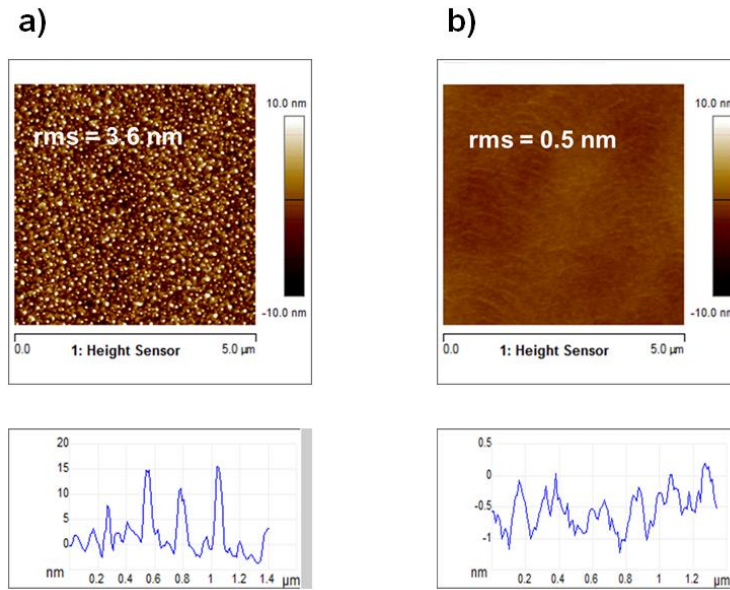 a)
10.0 nm
rms = 3.6 nm
-10.0 nm
0.0 5.0 µm
1: Height Sensor
20
15
10
5
0
nm
0.2 0.4 0.6 0.8 1 1.2 1.4 µm
b)
10.0 nm
rms = 0.5 nm
-10.0 nm
0.0 5.0 µm
1: Height Sensor
0.5
0
-0.5
-1
nm
0.2 0.4 0.6 0.8 1 1.2 µm